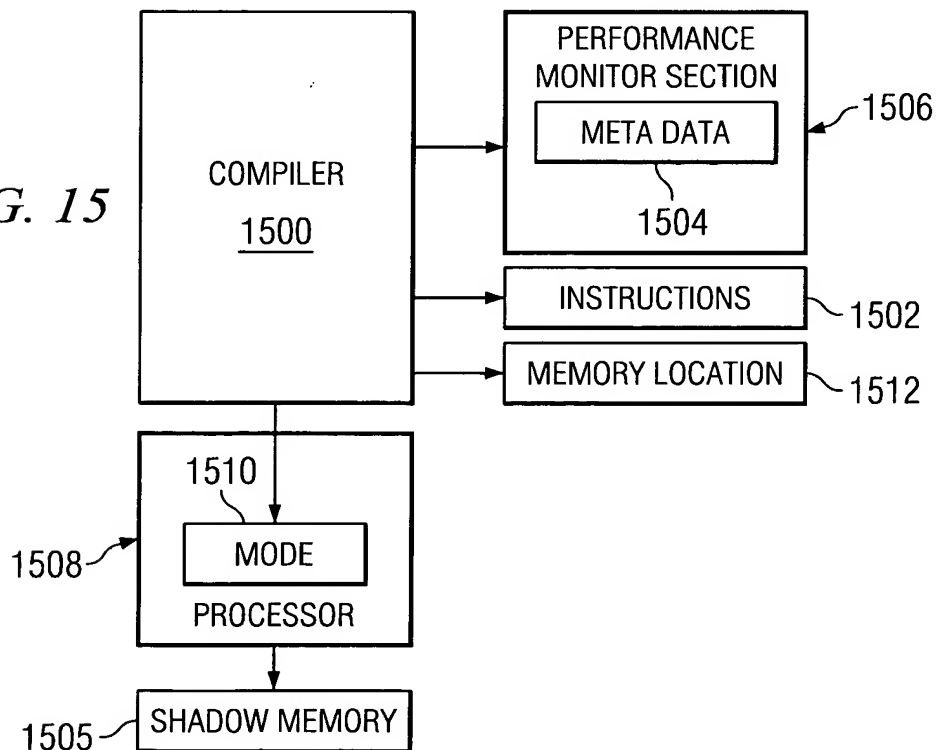 G. 15
COMPILER
1500
PERFORMANCE
MONITOR SECTION
META DATA
1504
1506
INSTRUCTIONS
1502
MEMORY LOCATION
1512
1510
MODE
PROCESSOR
1508
SHADOW MEMORY
1505